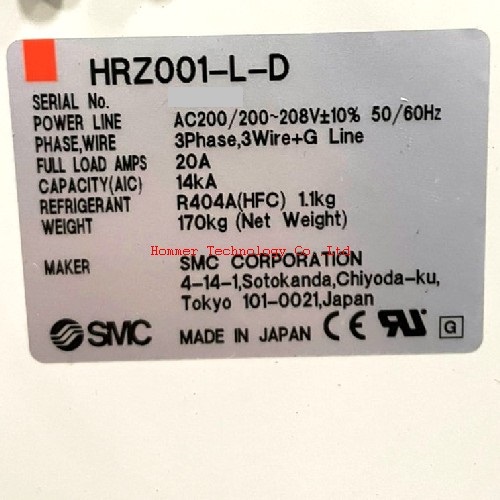 HRZ001-L-D
SERIAL No.
POWER LINE AC200/200~208V±10% 50/60Hz
PHASE,WIRE 3Phase,3Wire+G Line
FULL LOAD AMPS 20A
CAPACITY(AIC) 14kA
REFRIGERANT R404A(HFC) 1.1kg
WEIGHT 170kg (Net Weight)
Hommer Technology Co., Ltd
MAKER SMC CORPORATION
4-14-1,Sotokanda,Chiyoda-ku,
Tokyo 101-0021,Japan
SMC MADE IN JAPAN CE RU G